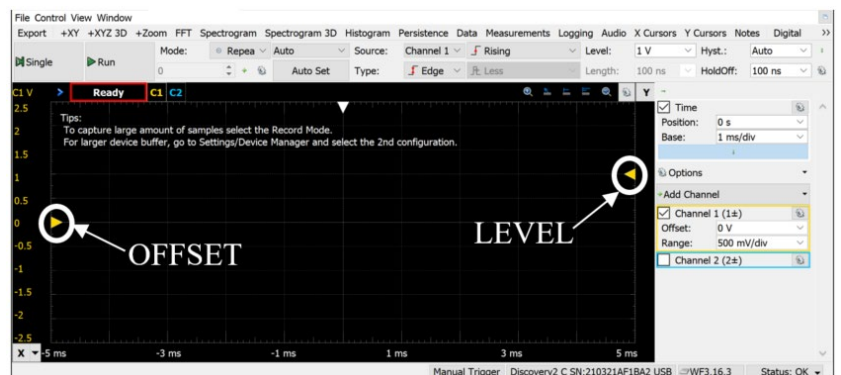 File Control View Window
Export +XY +XYZ 3D +Zoom FFT Spectrogram Spectrogram 3D Histogram Persistence Data Measurements Logging Audio X Cursors Y Cursors Notes Digital
Single Run Mode: Repea Auto Source: Channel 1 Rising Level: 1 V Hyst.: Auto
0 Auto Set Type: Edge Less Length: 100 ns HoldOff: 100 ns
C1 V Ready C1 C2 Y
2.5
Tips:
To capture large amount of samples select the Record Mode.
For larger device buffer, go to Settings/Device Manager and select the 2nd configuration.
2
1.5
1
0.5
0
-0.5
-1
-1.5
-2
-2.5
OFFSET
LEVEL
X -5 ms -3 ms -1 ms 1 ms 3 ms 5 ms
Time
Position: 0 s
Base: 1 ms/div
Options
+Add Channel
Channel 1 (1±)
Offset: 0 V
Range: 500 mV/div
Channel 2 (2±)
Manual Trigger Discovery2 C SN:210321AF1BA2 USB WF3.16.3 Status: OK